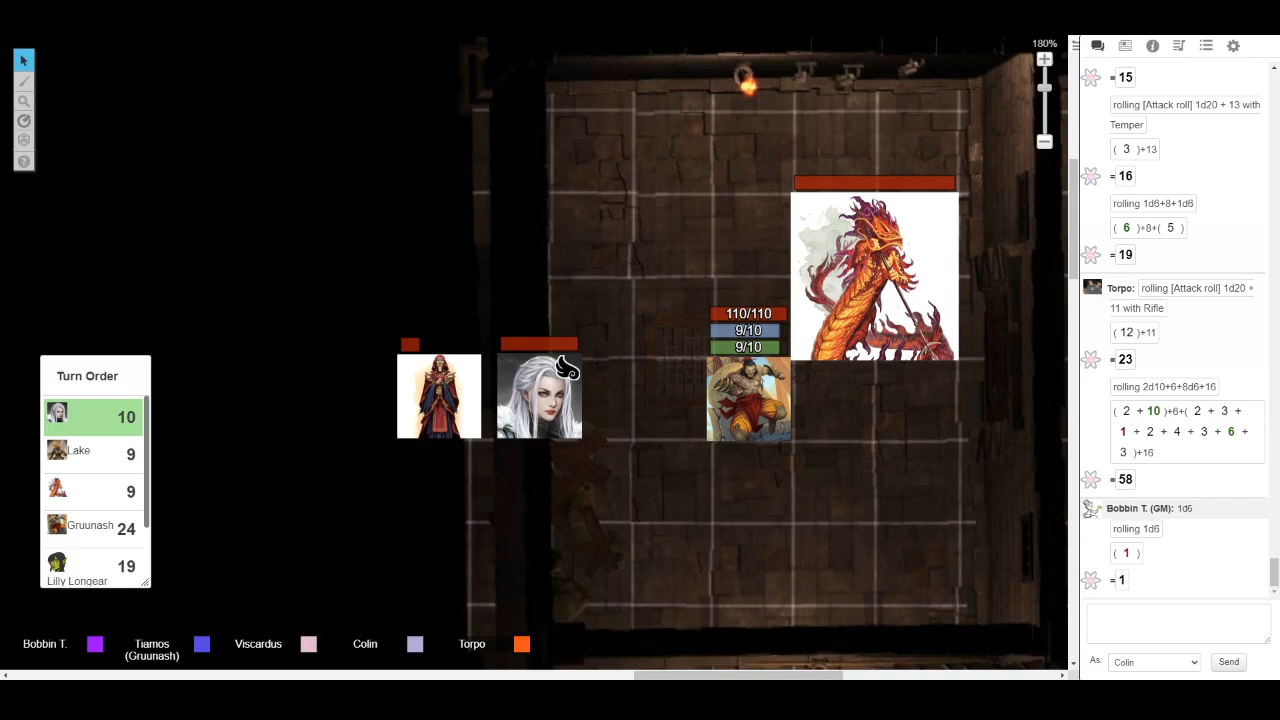 180%
110/110
9/10
9/10
Turn Order
10
Lake
9
9
Gruunash
24
19
Lilly Longear
Bobbin T.
Tiamos
(Gruunash)
Viscardus
Colin
Torpo
= 15
rolling [Attack roll] 1d20 + 13 with
Temper
( 3 )+13
= 16
rolling 1d6+8+1d6
( 6 )+8+( 5 )
= 19
Torpo: rolling [Attack roll] 1d20 +
11 with Rifle
( 12 )+11
= 23
rolling 2d10+6+8d6+16
( 2 + 10 )+6+( 2 + 3 +
1 + 2 + 4 + 3 + 6 +
3 )+16
= 58
Bobbin T. (GM): 1d6
rolling 1d6
( 1 )
= 1
As:
Colin
Send